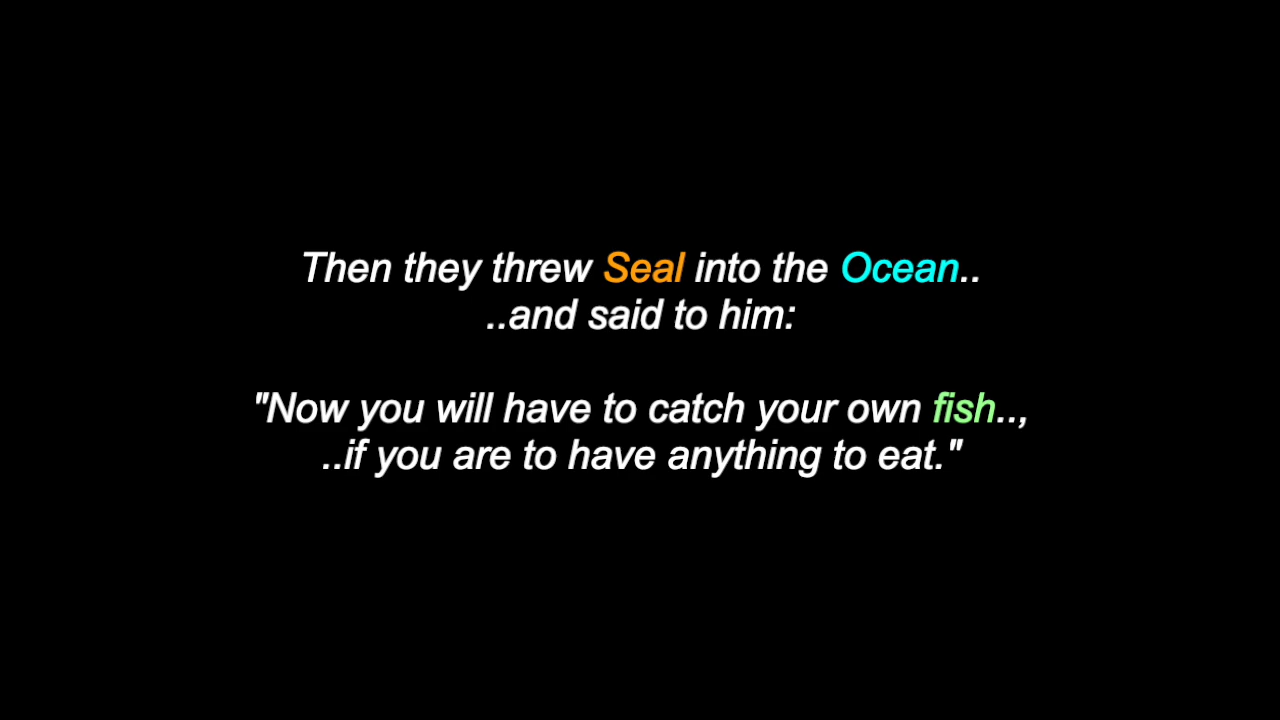 Then they threw Seal into the Ocean..
..and said to him:
"Now you will have to catch your own fish..,
..if you are to have anything to eat."